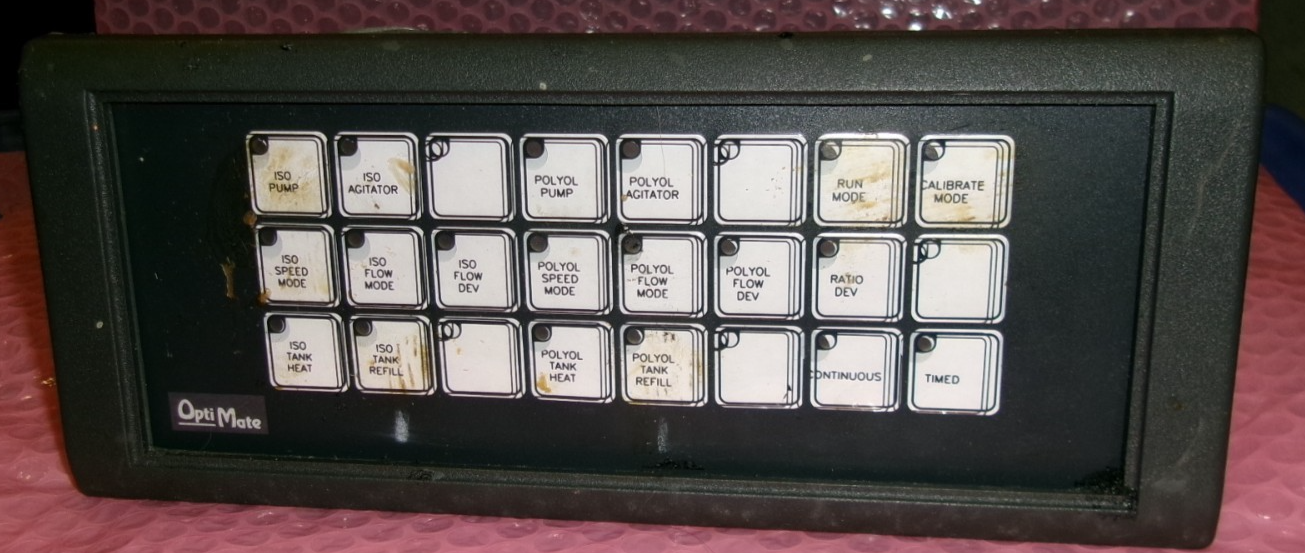 ISO
PUMP
ISO
AGITATOR
POLYOL
PUMP
POLYOL
AGITATOR
RUN
MODE
CALIBRATE
MODE
ISO
SPEED
MODE
ISO
FLOW
MODE
ISO
FLOW
DEV
POLYOL
SPEED
MODE
POLYOL
FLOW
MODE
POLYOL
FLOW
DEV
RATIO
DEV
ISO
TANK
HEAT
ISO
TANK
REFILL
POLYOL
TANK
HEAT
POLYOL
TANK
REFILL
CONTINUOUS
TIMED
Opti Mate